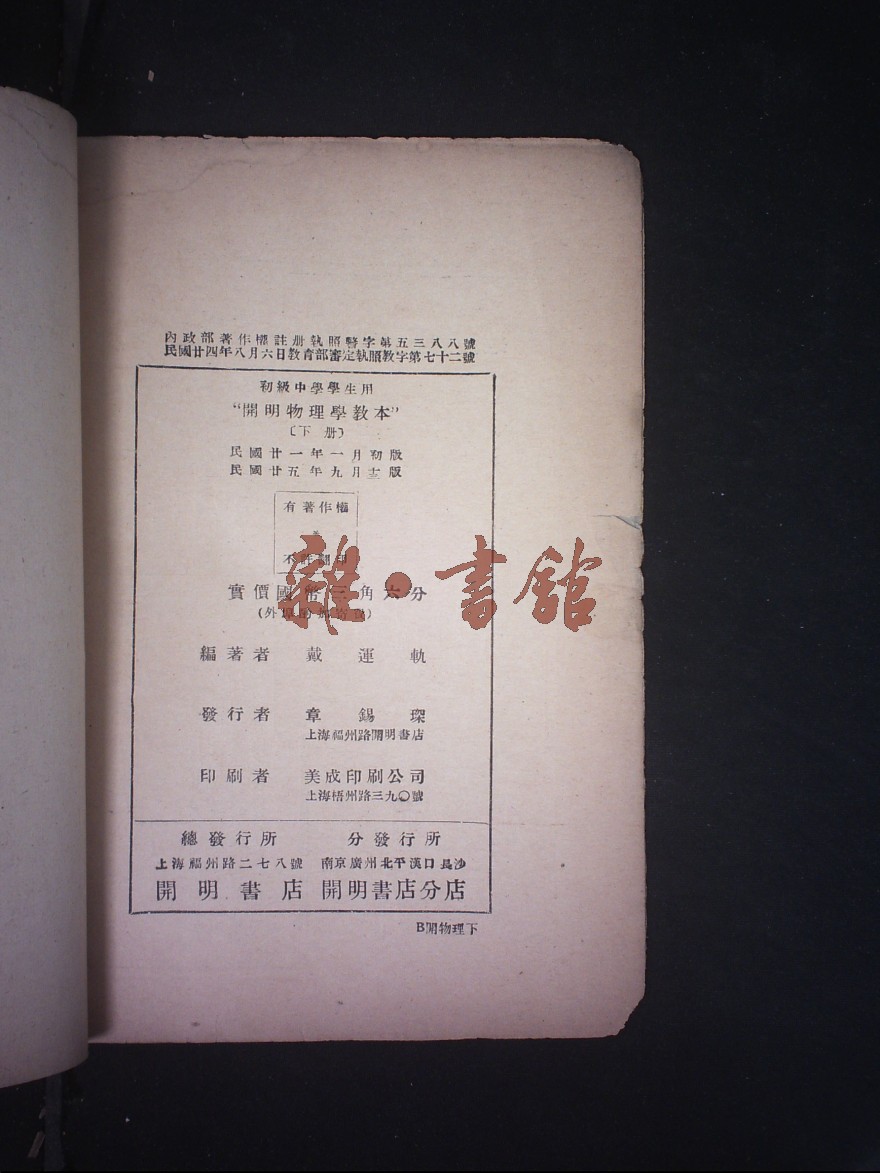 內政部著作權註册執照警字第五三八八號
民國廿四年八月六日教育部審定執照教字第七十二號
初級中學學生用
“開明物理學教本”
〔下 册〕
民國廿一年一月初版
民國廿五年九月十二版
有著作權
不許翻印
實價國幣三角六分
編著者 戴運軌
發行者 章錫琛
上海福州路開明書店
印刷者 美成印刷公司
上海梧州路三九〇號
總發行所
上海福州路二七八號
開明書店
分發行所
南京廣州北平漢口長沙
開明書店分店
B開物理下
雜·書館